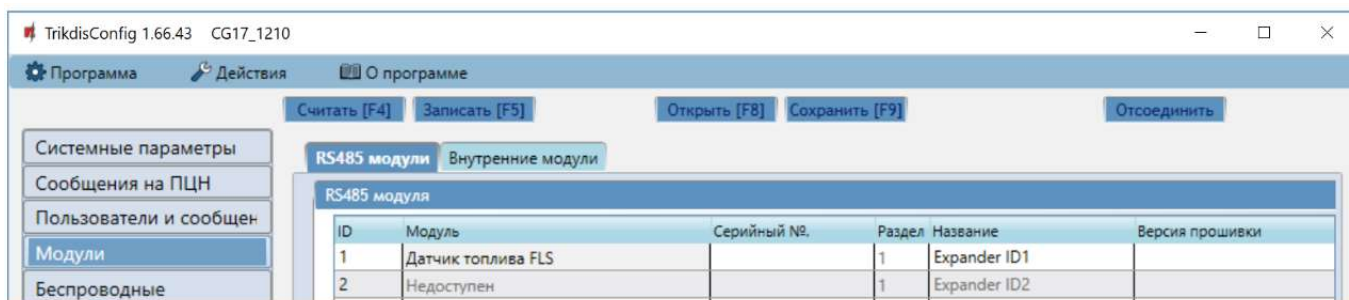 TrikdisConfig 1.66.43 CG17_1210
Программа Действия О программе
Считать [F4] Записать [F5] Открыть [F8] Сохранить [F9] Отсоединить
Системные параметры
Сообщения на ПЦН
Пользователи и сообщен
Модули
Беспроводные
RS485 модули Внутренние модули
RS485 модуля
ID Модуль Серийный №. Раздел Название Версия прошивки
1 Датчик топлива FLS 1 Expander ID1
2 Недоступен 1 Expander ID2